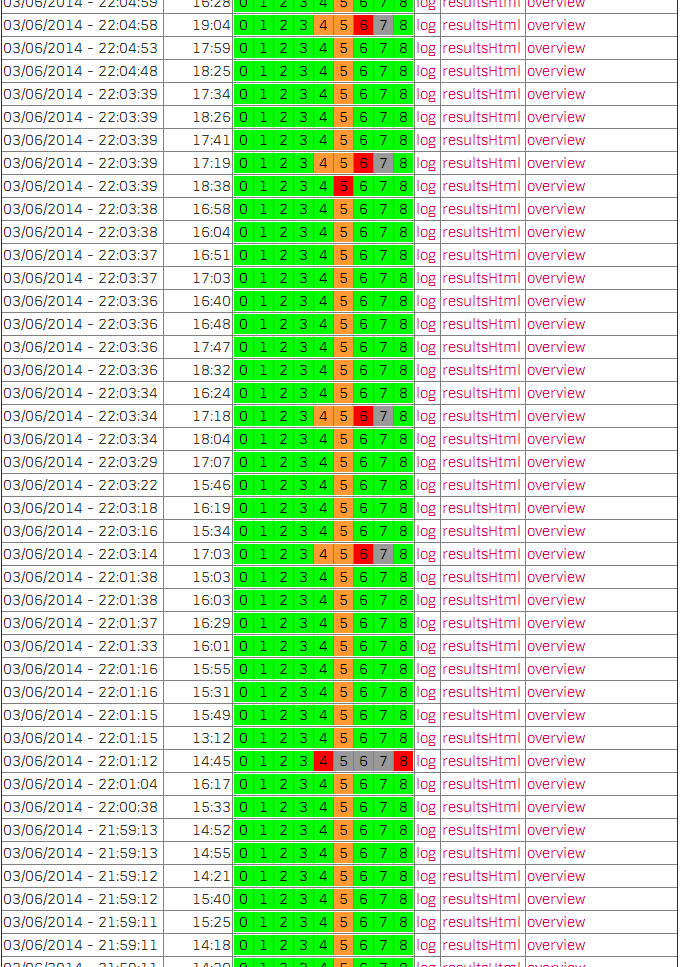 03/06/2014 - 22:04:59 16:28 0 1 2 3 4 5 6 7 8 log resultsHtml overview
03/06/2014 - 22:04:58 19:04 0 1 2 3 4 5 6 7 8 log resultsHtml overview
03/06/2014 - 22:04:53 17:59 0 1 2 3 4 5 6 7 8 log resultsHtml overview
03/06/2014 - 22:04:48 18:25 0 1 2 3 4 5 6 7 8 log resultsHtml overview
03/06/2014 - 22:03:39 17:34 0 1 2 3 4 5 6 7 8 log resultsHtml overview
03/06/2014 - 22:03:39 18:26 0 1 2 3 4 5 6 7 8 log resultsHtml overview
03/06/2014 - 22:03:39 17:41 0 1 2 3 4 5 6 7 8 log resultsHtml overview
03/06/2014 - 22:03:39 17:19 0 1 2 3 4 5 6 7 8 log resultsHtml overview
03/06/2014 - 22:03:39 18:38 0 1 2 3 4 5 6 7 8 log resultsHtml overview
03/06/2014 - 22:03:38 16:58 0 1 2 3 4 5 6 7 8 log resultsHtml overview
03/06/2014 - 22:03:38 16:04 0 1 2 3 4 5 6 7 8 log resultsHtml overview
03/06/2014 - 22:03:37 16:51 0 1 2 3 4 5 6 7 8 log resultsHtml overview
03/06/2014 - 22:03:37 17:03 0 1 2 3 4 5 6 7 8 log resultsHtml overview
03/06/2014 - 22:03:36 16:40 0 1 2 3 4 5 6 7 8 log resultsHtml overview
03/06/2014 - 22:03:36 16:48 0 1 2 3 4 5 6 7 8 log resultsHtml overview
03/06/2014 - 22:03:36 17:47 0 1 2 3 4 5 6 7 8 log resultsHtml overview
03/06/2014 - 22:03:36 18:32 0 1 2 3 4 5 6 7 8 log resultsHtml overview
03/06/2014 - 22:03:34 16:24 0 1 2 3 4 5 6 7 8 log resultsHtml overview
03/06/2014 - 22:03:34 17:18 0 1 2 3 4 5 6 7 8 log resultsHtml overview
03/06/2014 - 22:03:34 18:04 0 1 2 3 4 5 6 7 8 log resultsHtml overview
03/06/2014 - 22:03:29 17:07 0 1 2 3 4 5 6 7 8 log resultsHtml overview
03/06/2014 - 22:03:22 15:46 0 1 2 3 4 5 6 7 8 log resultsHtml overview
03/06/2014 - 22:03:18 16:19 0 1 2 3 4 5 6 7 8 log resultsHtml overview
03/06/2014 - 22:03:16 15:34 0 1 2 3 4 5 6 7 8 log resultsHtml overview
03/06/2014 - 22:03:14 17:03 0 1 2 3 4 5 6 7 8 log resultsHtml overview
03/06/2014 - 22:01:38 15:03 0 1 2 3 4 5 6 7 8 log resultsHtml overview
03/06/2014 - 22:01:38 16:03 0 1 2 3 4 5 6 7 8 log resultsHtml overview
03/06/2014 - 22:01:37 16:29 0 1 2 3 4 5 6 7 8 log resultsHtml overview
03/06/2014 - 22:01:33 16:01 0 1 2 3 4 5 6 7 8 log resultsHtml overview
03/06/2014 - 22:01:16 15:55 0 1 2 3 4 5 6 7 8 log resultsHtml overview
03/06/2014 - 22:01:16 15:31 0 1 2 3 4 5 6 7 8 log resultsHtml overview
03/06/2014 - 22:01:15 15:49 0 1 2 3 4 5 6 7 8 log resultsHtml overview
03/06/2014 - 22:01:15 13:12 0 1 2 3 4 5 6 7 8 log resultsHtml overview
03/06/2014 - 22:01:12 14:45 0 1 2 3 4 5 6 7 8 log resultsHtml overview
03/06/2014 - 22:01:04 16:17 0 1 2 3 4 5 6 7 8 log resultsHtml overview
03/06/2014 - 22:00:38 15:33 0 1 2 3 4 5 6 7 8 log resultsHtml overview
03/06/2014 - 21:59:13 14:52 0 1 2 3 4 5 6 7 8 log resultsHtml overview
03/06/2014 - 21:59:13 14:55 0 1 2 3 4 5 6 7 8 log resultsHtml overview
03/06/2014 - 21:59:12 14:21 0 1 2 3 4 5 6 7 8 log resultsHtml overview
03/06/2014 - 21:59:12 15:40 0 1 2 3 4 5 6 7 8 log resultsHtml overview
03/06/2014 - 21:59:11 15:25 0 1 2 3 4 5 6 7 8 log resultsHtml overview
03/06/2014 - 21:59:11 14:18 0 1 2 3 4 5 6 7 8 log resultsHtml overview